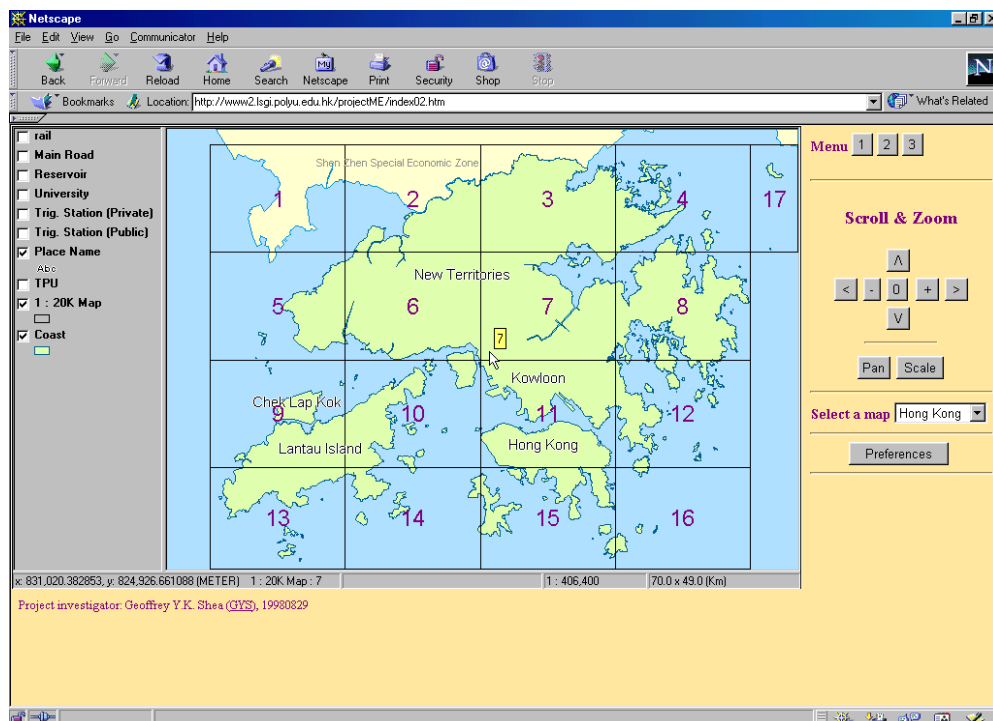 Netscape
File Edit View Go Communicator Help
Back Forward Reload Home Search Netscape Print Security Shop Stop
Bookmarks Location: http://www2.lsgi.polyu.edu.hk/projectME/index02.htm What's Related
rail
Main Road
Reservoir
University
Trig. Station (Private)
Trig. Station (Public)
Place Name
Abc
TPU
1 : 20K Map
Coast
Shen Zhen Special Economic Zone
1 2 3 4 17
New Territories
5 6 7 8
7
Kowloon
Chek Lap Kok
9 10 11 12
Lantau Island Hong Kong
13 14 15 16
x: 831,020.382853, y: 824,926.661088 (METER) 1 : 20K Map : 7 1 : 406,400 70.0 x 49.0 (Km)
Menu 1 2 3
Scroll & Zoom
Λ
< - 0 + >
V
Pan Scale
Select a map Hong Kong
Preferences
Project investigator: Geoffrey Y.K. Shea (GYS), 19980829